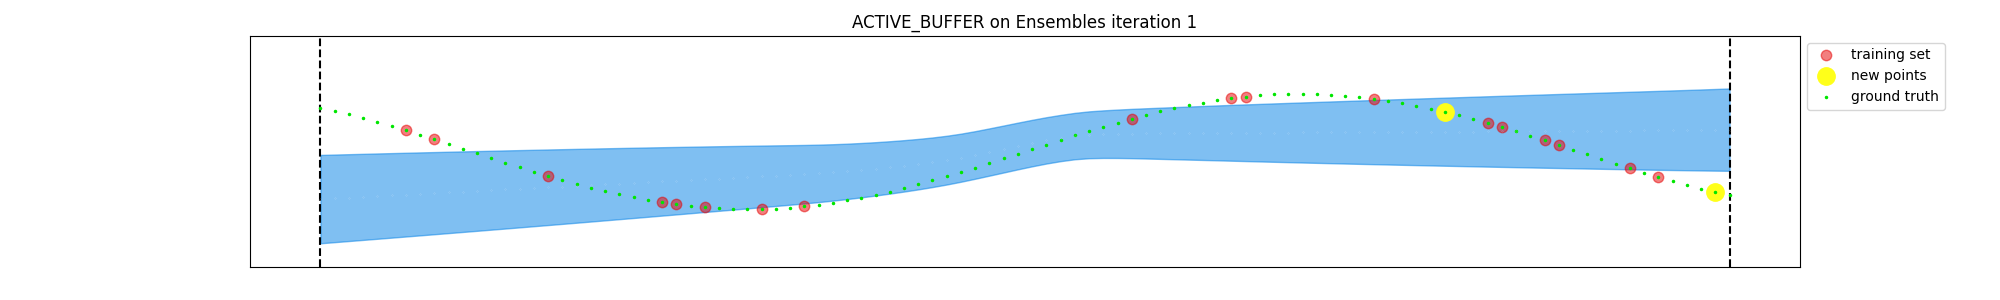 ACTIVE_BUFFER on Ensembles iteration 1
training set
new points
ground truth